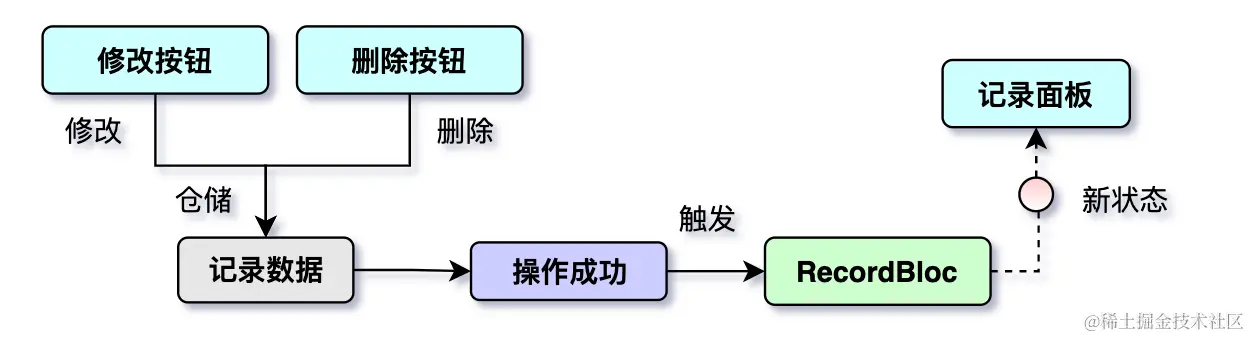 修改按钮
删除按钮
记录面板
修改
删除
仓储
触发
新状态
记录数据
操作成功
RecordBloc
@稀土掘金技术社区